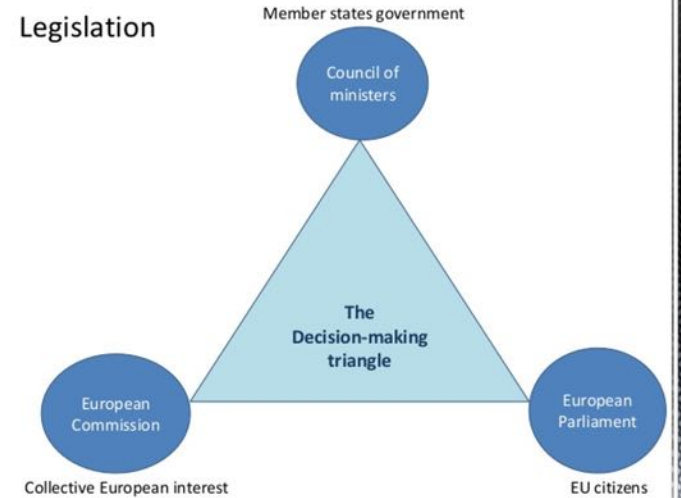 Legislation
Member states government
Council of
ministers
The
Decision-making
triangle
European
Commission
European
Parliament
Collective European interest
EU citizens